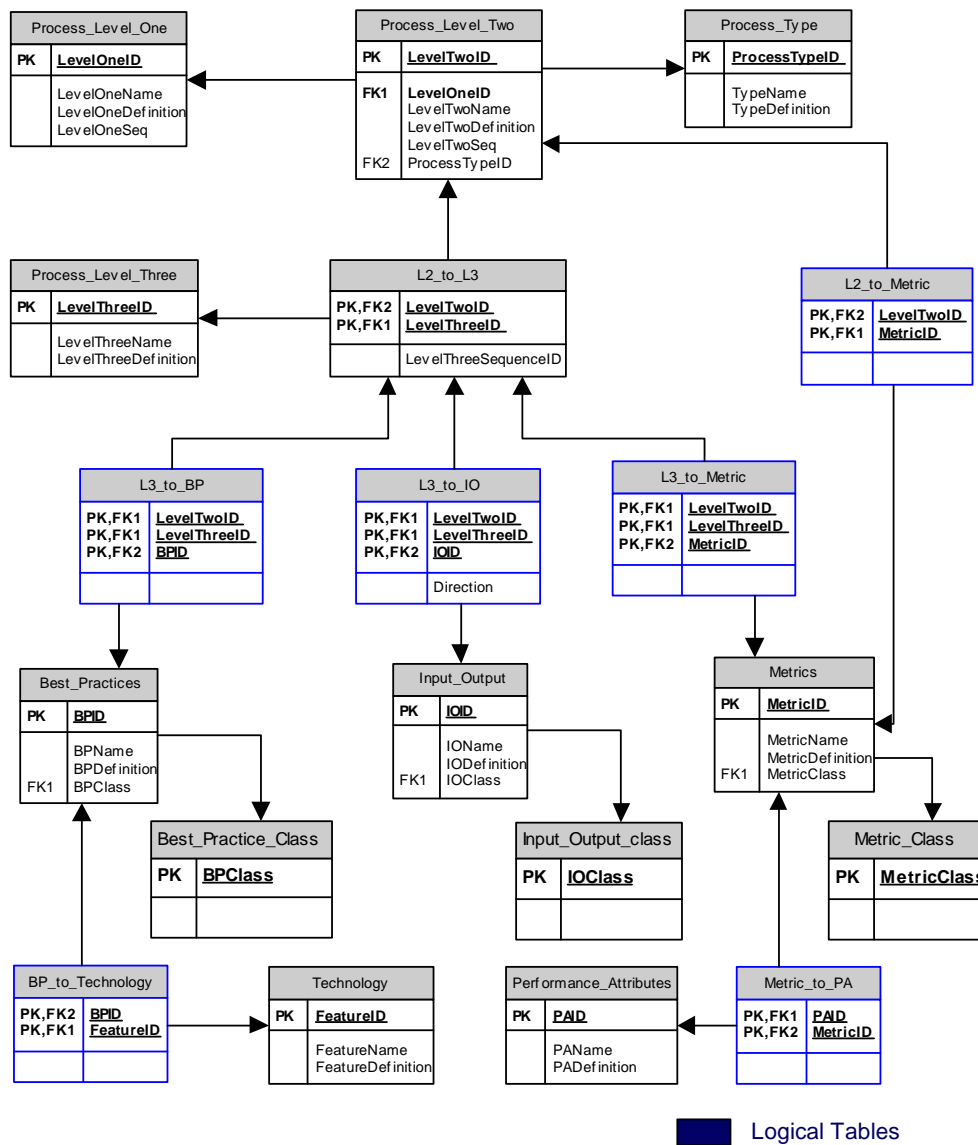 Process_Level_One
PK LevelOneID
LevelOneName
LevelOneDefinition
LevelOneSeq
Process_Level_Two
PK LevelTwoID
FK1 LevelOneID
LevelTwoName
LevelTwoDefinition
LevelTwoSeq
FK2 ProcessTypeID
Process_Type
PK ProcessTypeID
TypeName
TypeDefinition
Process_Level_Three
PK LevelThreeID
LevelThreeName
LevelThreeDefinition
L2_to_L3
PK,FK2 LevelTwoID
PK,FK1 LevelThreeID
LevelThreeSequenceID
L2_to_Metric
PK,FK2 LevelTwoID
PK,FK1 MetricID
L3_to_BP
PK,FK1 LevelTwoID
PK,FK1 LevelThreeID
PK,FK2 BPID
L3_to_IO
PK,FK1 LevelTwoID
PK,FK1 LevelThreeID
PK,FK2 IOID
Direction
L3_to_Metric
PK,FK1 LevelTwoID
PK,FK1 LevelThreeID
PK,FK2 MetricID
Best_Practices
PK BPID
BPName
BPDefinition
FK1 BPClass
Input_Output
PK IOID
IOName
IODefinition
FK1 IOClass
Metrics
PK MetricID
MetricName
MetricDefinition
FK1 MetricClass
Best_Practice_Class
PK BPClass
Input_Output_class
PK IOClass
Metric_Class
PK MetricClass
BP_to_Technology
PK,FK2 BPID
PK,FK1 FeatureID
Technology
PK FeatureID
FeatureName
FeatureDefinition
Performance_Attributes
PK PAID
PAName
PADefinition
Metric_to_PA
PK,FK1 PAID
PK,FK2 MetricID
Logical Tables